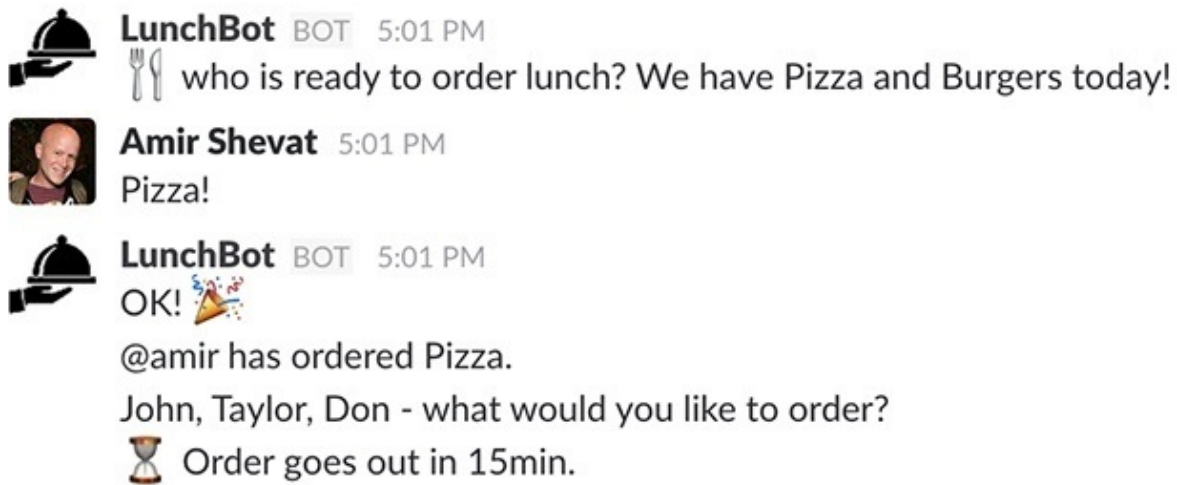 LunchBot BOT 5:01 PM
who is ready to order lunch? We have Pizza and Burgers today!
Amir Shevat 5:01 PM
Pizza!
LunchBot BOT 5:01 PM
OK!
@amir has ordered Pizza.
John, Taylor, Don - what would you like to order?
Order goes out in 15min.